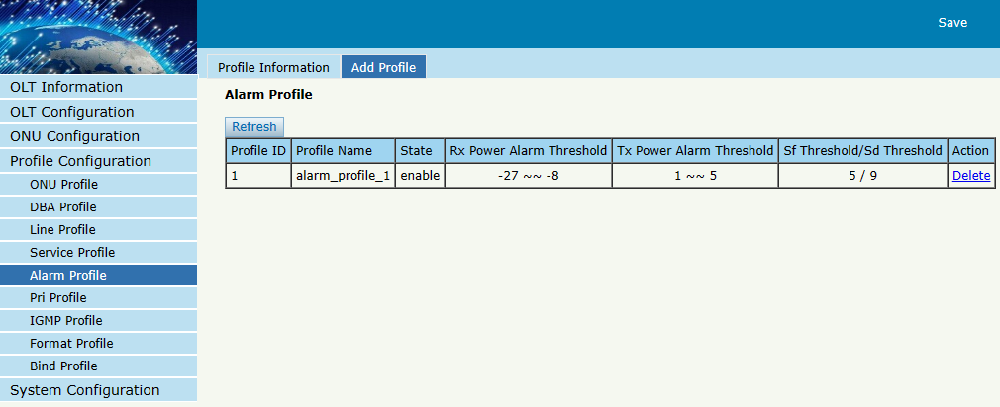 Save
Profile Information Add Profile
OLT Information
OLT Configuration
ONU Configuration
Profile Configuration
ONU Profile
DBA Profile
Line Profile
Service Profile
Alarm Profile
Pri Profile
IGMP Profile
Format Profile
Bind Profile
System Configuration
Alarm Profile
Refresh
Profile ID Profile Name State Rx Power Alarm Threshold Tx Power Alarm Threshold Sf Threshold/Sd Threshold Action
1 alarm_profile_1 enable -27 ~~ -8 1 ~~ 5 5 / 9 Delete